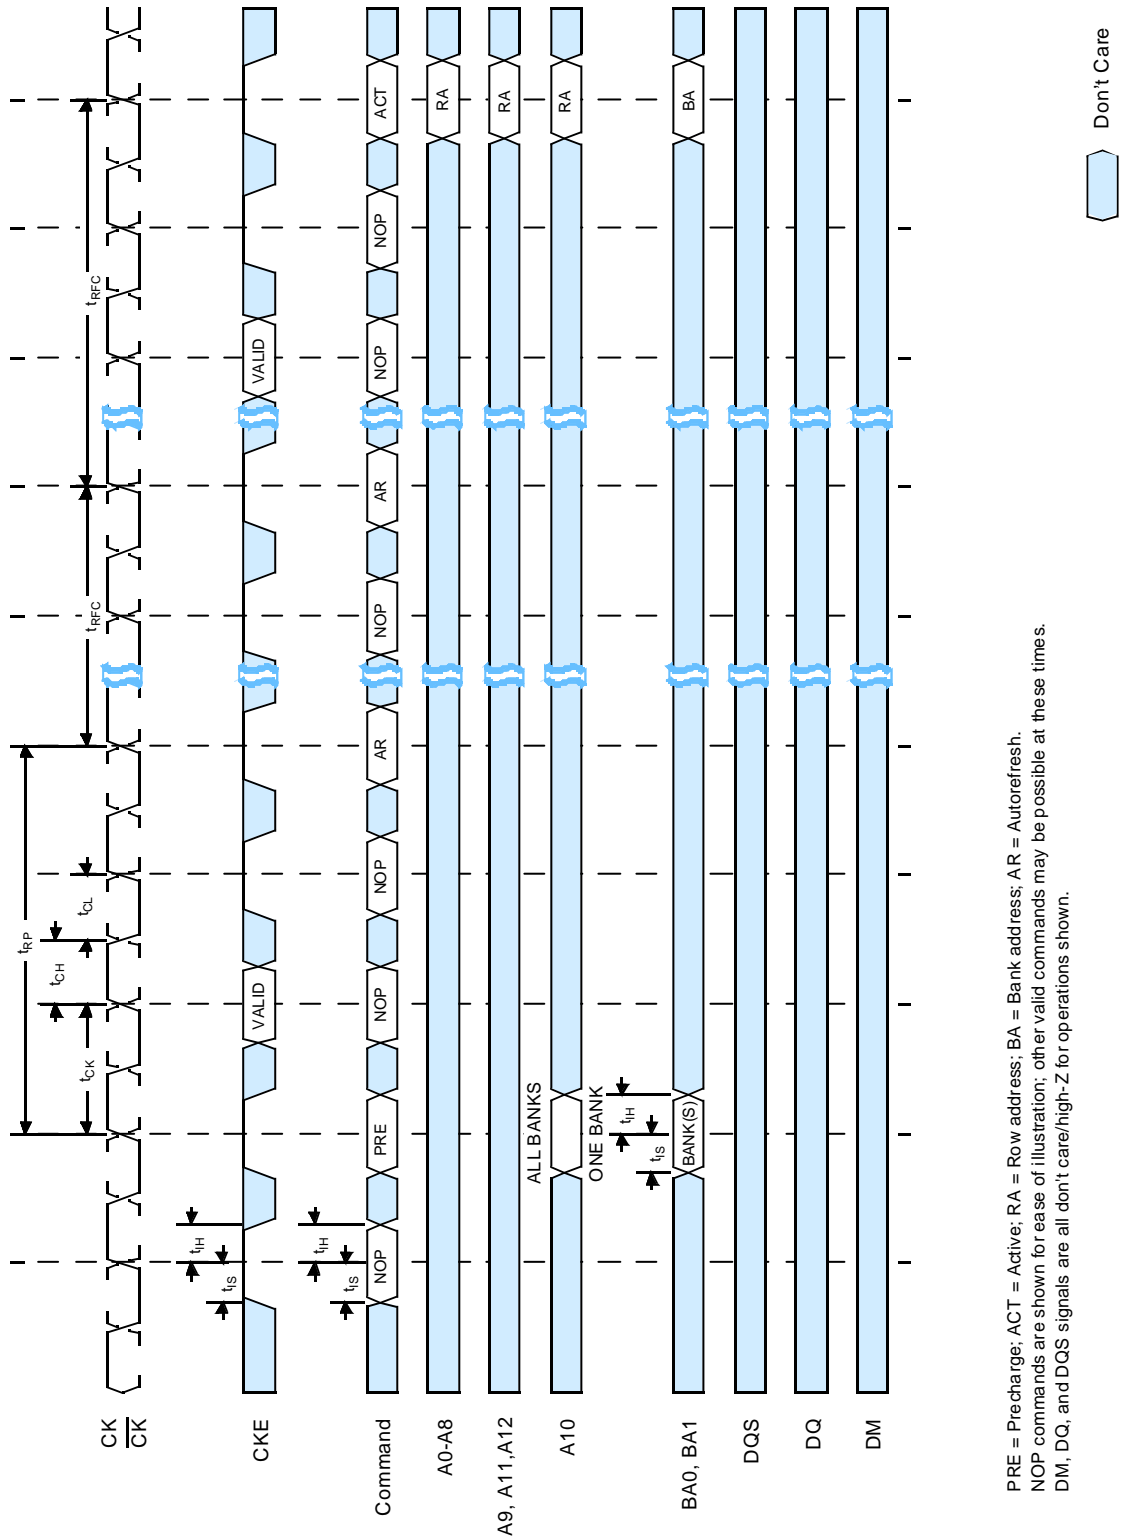 tRP
tCK
tCH
tCL
tRFC
tRFC
CK
CK
tIS
tIH
CKE
VALID
VALID
tIS
tIH
Command
NOP
PRE
NOP
NOP
AR
NOP
AR
NOP
NOP
ACT
A0-A8
RA
A9, A11,A12
RA
ALL BANKS
A10
RA
ONE BANK
tIS
tIH
BA0, BA1
BANK(S)
BA
DQS
DQ
DM
PRE = Precharge; ACT = Active; RA = Row address; BA = Bank address; AR = Autorefresh.
NOP commands are shown for ease of illustration; other valid commands may be possible at these times.
DM, DQ, and DQS signals are all don't care/high-Z for operations shown.
Don't Care